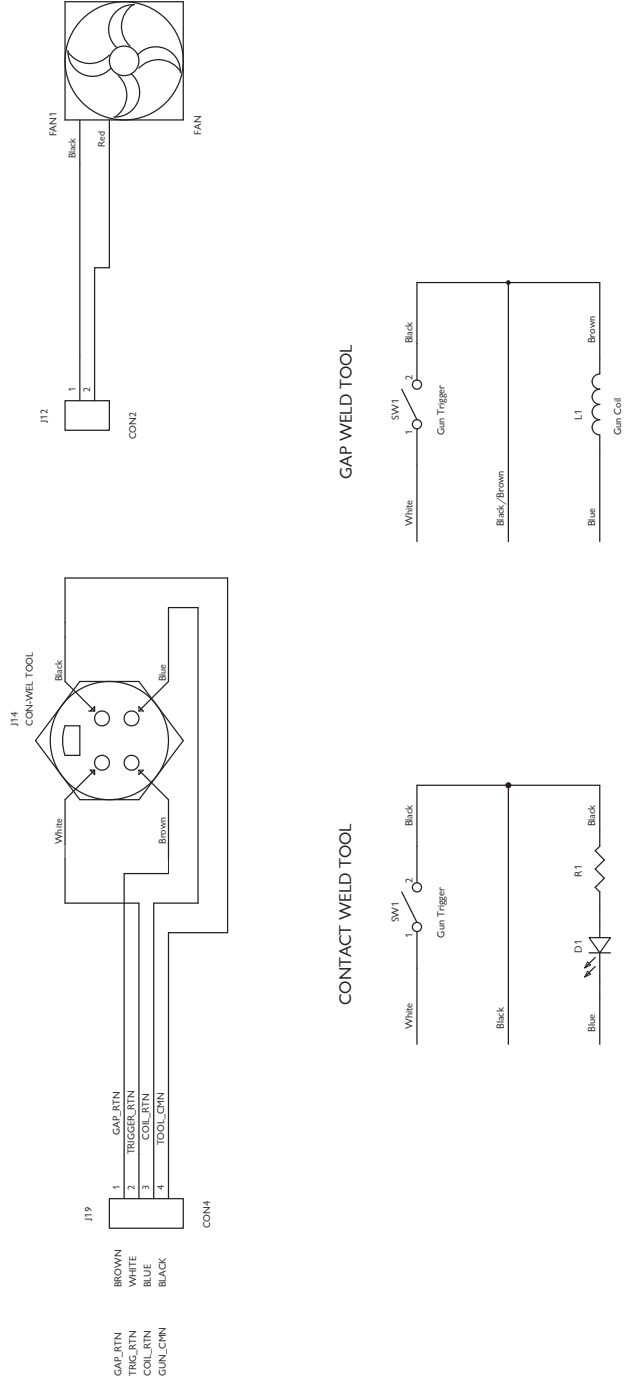 GAP_RTN BROWN
TRIG_RTN WHITE
COIL_RTN BLUE
GUN_CMN BLACK
J19
1 GAP_RTN
2 TRIGGER_RTN
3 COIL_RTN
4 TOOL_CMN
CON4
J14
CON-WEL TOOL
White
Black
Brown
Blue
J12
1
2
CON2
FAN1
Black
Red
FAN
CONTACT WELD TOOL
White
SW1
1
2
Gun Trigger
Black
Black
Blue
D1
R1
Black
GAP WELD TOOL
White
SW1
1
2
Gun Trigger
Black
Black/Brown
Blue
L1
Gun Coil
Brown